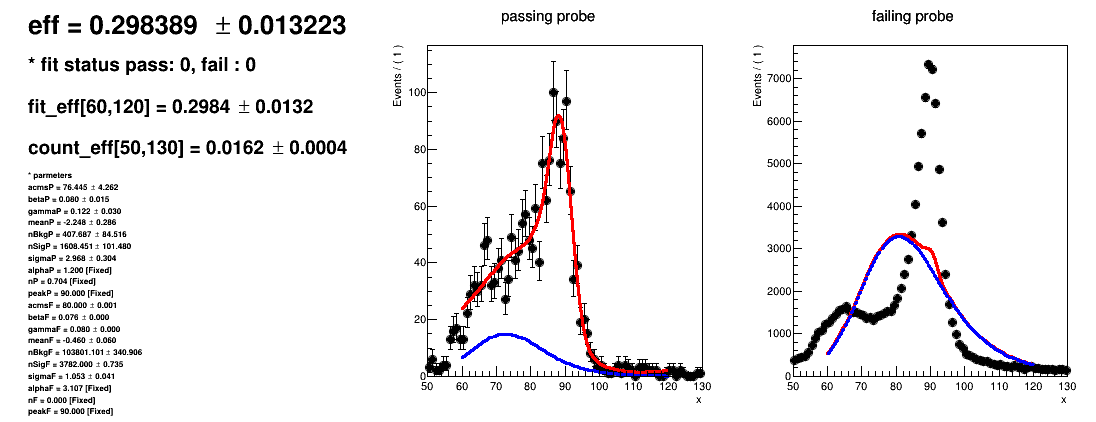 eff = 0.298389 ± 0.013223
* fit status pass: 0, fail : 0
fit_eff[60,120] = 0.2984 ± 0.0132
count_eff[50,130] = 0.0162 ± 0.0004
* parmeters
acmsP = 76.445 ± 4.262
betaP = 0.080 ± 0.015
gammaP = 0.122 ± 0.030
meanP = -2.248 ± 0.286
nBkgP = 407.687 ± 84.516
nSigP = 1608.451 ± 101.480
sigmaP = 2.968 ± 0.304
alphaP = 1.200 [Fixed]
nP = 0.704 [Fixed]
peakP = 90.000 [Fixed]
acmsF = 80.000 ± 0.001
betaF = 0.076 ± 0.000
gammaF = 0.080 ± 0.000
meanF = -0.460 ± 0.060
nBkgF = 103801.101 ± 340.906
nSigF = 3782.000 ± 0.735
sigmaF = 1.053 ± 0.041
alphaF = 3.107 [Fixed]
nF = 0.000 [Fixed]
peakF = 90.000 [Fixed]
passing probe
Events / ( 1 )
100
80
60
40
20
0
50 60 70 80 90 100 110 120 130
x
failing probe
Events / ( 1 )
7000
6000
5000
4000
3000
2000
1000
0
50 60 70 80 90 100 110 120 130
x